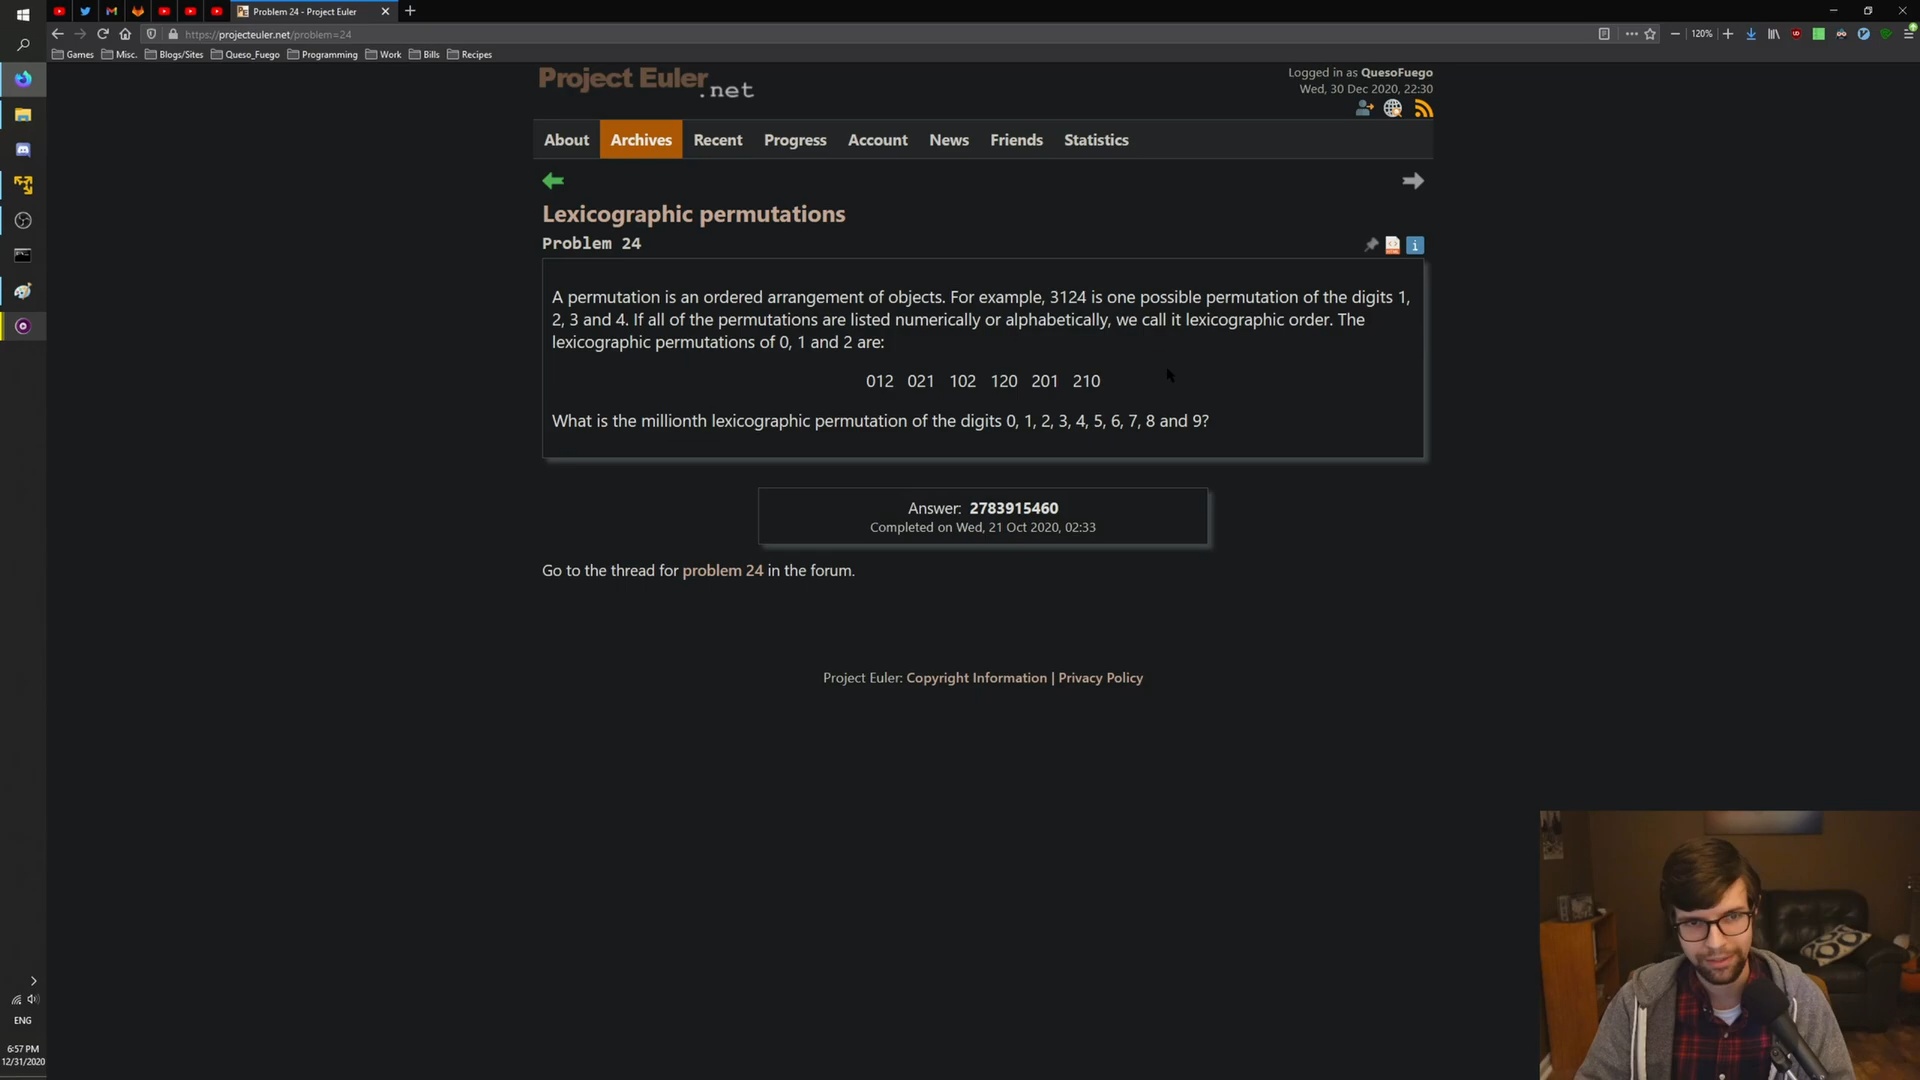 Problem 24 - Project Euler
https://projecteuler.net/problem=24
120%
Games Misc. Blogs/Sites Queso_Fuego Programming Work Bills Recipes
Project Euler .net
Logged in as QuesoFuego
Wed, 30 Dec 2020, 22:30
About Archives Recent Progress Account News Friends Statistics
Lexicographic permutations
Problem 24
A permutation is an ordered arrangement of objects. For example, 3124 is one possible permutation of the digits 1,
2, 3 and 4. If all of the permutations are listed numerically or alphabetically, we call it lexicographic order. The
lexicographic permutations of 0, 1 and 2 are:
012 021 102 120 201 210
What is the millionth lexicographic permutation of the digits 0, 1, 2, 3, 4, 5, 6, 7, 8 and 9?
Answer: 2783915460
Completed on Wed, 21 Oct 2020, 02:33
Go to the thread for problem 24 in the forum.
Project Euler: Copyright Information | Privacy Policy
ENG
6:57 PM
12/31/2020